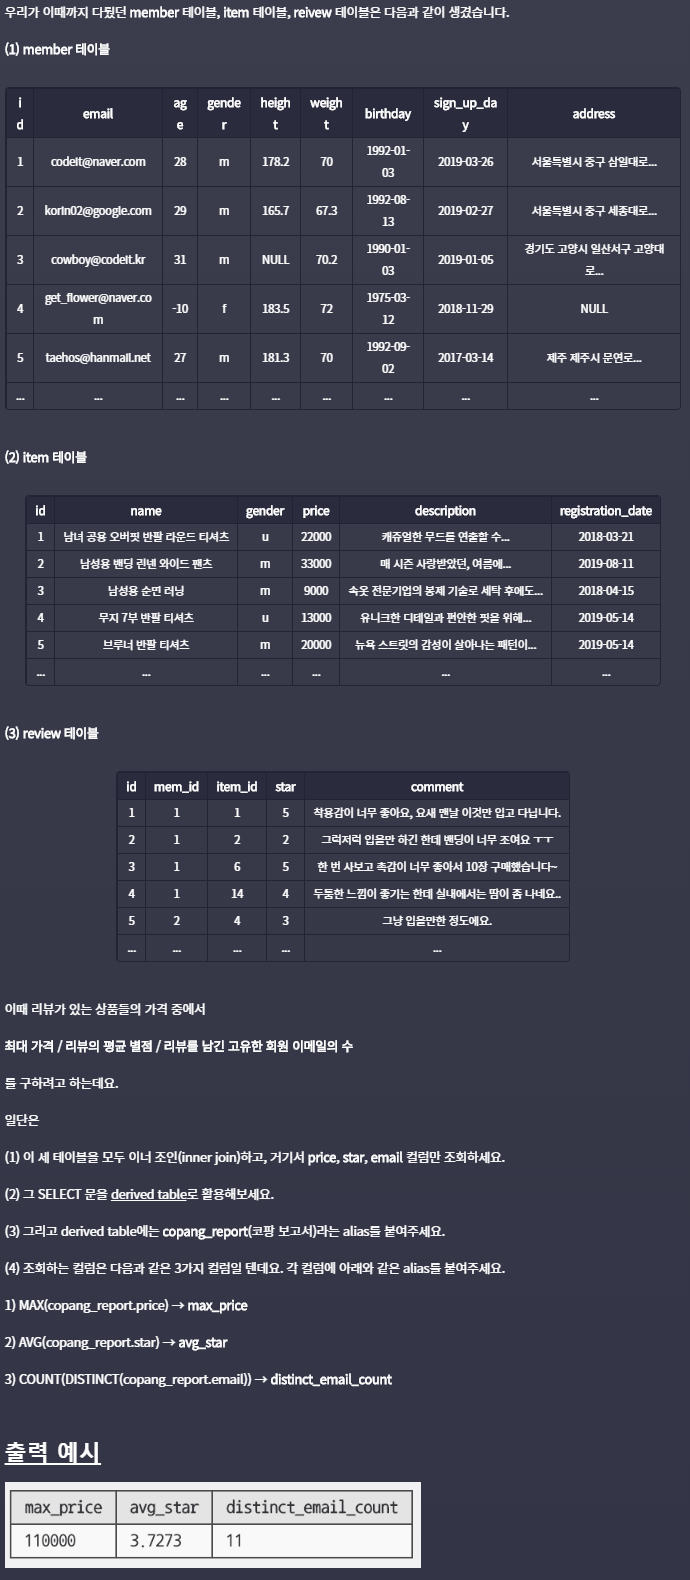 우리가 이때까지 다뤘던 member 테이블, item 테이블, reivew 테이블은 다음과 같이 생겼습니다.
(1) member 테이블
id email age gender height weight birthday sign_up_day address
1 codeit@naver.com 28 m 178.2 70 1992-01-03 2019-03-26 서울특별시 중구 삼일대로...
2 korin02@google.com 29 m 165.7 67.3 1992-08-13 2019-02-27 서울특별시 중구 세종대로...
3 cowboy@codeit.kr 31 m NULL 70.2 1990-01-03 2019-01-05 경기도 고양시 일산서구 고양대로...
4 get_flower@naver.com -10 f 183.5 72 1975-03-12 2018-11-29 NULL
5 taehos@hanmail.net 27 m 181.3 70 1992-09-02 2017-03-14 제주 제주시 문연로...
... ... ... ... ... ... ... ... ...
(2) item 테이블
id name gender price description registration_date
1 남녀 공용 오버핏 반팔 라운드 티셔츠 u 22000 캐쥬얼한 무드를 연출할 수... 2018-03-21
2 남성용 밴딩 린넨 와이드 팬츠 m 33000 매 시즌 사랑받았던, 여름에... 2019-08-11
3 남성용 순면 러닝 m 9000 속옷 전문기업의 봉제 기술로 세탁 후에도... 2018-04-15
4 무지 7부 반팔 티셔츠 u 13000 유니크한 디테일과 편안한 핏을 위해... 2019-05-14
5 브루너 반팔 티셔츠 m 20000 뉴욕 스트릿의 감성이 살아나는 패턴이... 2019-05-14
... ... ... ... ... ...
(3) review 테이블
id mem_id item_id star comment
1 1 1 5 착용감이 너무 좋아요, 요새 맨날 이것만 입고 다닙니다.
2 1 2 2 그럭저럭 입을만 하긴 한데 밴딩이 너무 조여요 ㅜㅜ
3 1 6 5 한 번 사보고 촉감이 너무 좋아서 10장 구매했습니다~
4 1 14 4 두툼한 느낌이 좋기는 한데 실내에서는 땀이 좀 나네요..
5 2 4 3 그냥 입을만한 정도에요.
... ... ... ... ...
이때 리뷰가 있는 상품들의 가격 중에서
최대 가격 / 리뷰의 평균 별점 / 리뷰를 남긴 고유한 회원 이메일의 수
를 구하려고 하는데요.
일단은
(1) 이 세 테이블을 모두 이너 조인(inner join)하고, 거기서 price, star, email 컬럼만 조회하세요.
(2) 그 SELECT 문을 derived table로 활용해보세요.
(3) 그리고 derived table에는 copang_report(코팡 보고서)라는 alias를 붙여주세요.
(4) 조회하는 컬럼은 다음과 같은 3가지 컬럼일 텐데요. 각 컬럼에 아래와 같은 alias를 붙여주세요.
1) MAX(copang_report.price) → max_price
2) AVG(copang_report.star) → avg_star
3) COUNT(DISTINCT(copang_report.email)) → distinct_email_count
출력 예시
max_price avg_star distinct_email_count
110000 3.7273 11